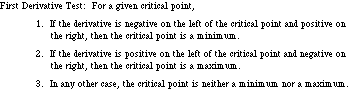 First Derivative Test: For a given critical point,
1. If the derivative is negative on the left of the critical point and positive on
the right, then the critical point is a minimum.
2. If the derivative is positive on the left of the critical point and negative on
the right, then the critical point is a maximum.
3. In any other case, the critical point is neither a minimum nor a maximum.